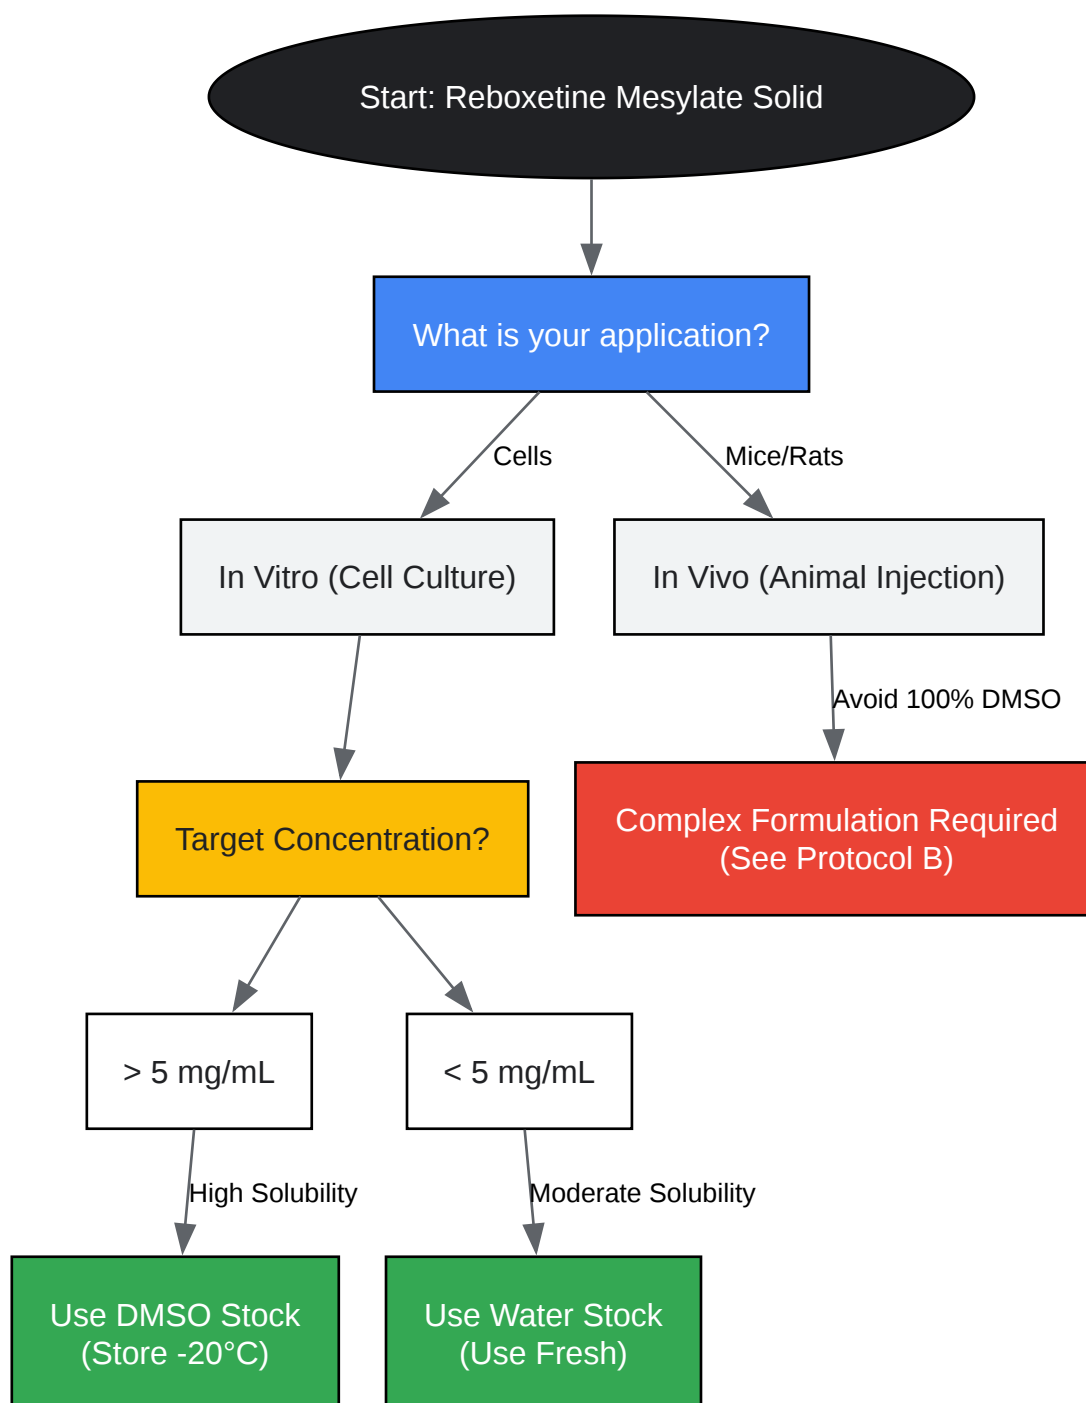 Start: Reboxetine Mesylate Solid
What is your application?
Cells
Mice/Rats
In Vitro (Cell Culture)
In Vivo (Animal Injection)
Avoid 100% DMSO
Target Concentration?
Complex Formulation Required
(See Protocol B)
> 5 mg/mL
< 5 mg/mL
High Solubility
Moderate Solubility
Use DMSO Stock
(Store -20°C)
Use Water Stock
(Use Fresh)